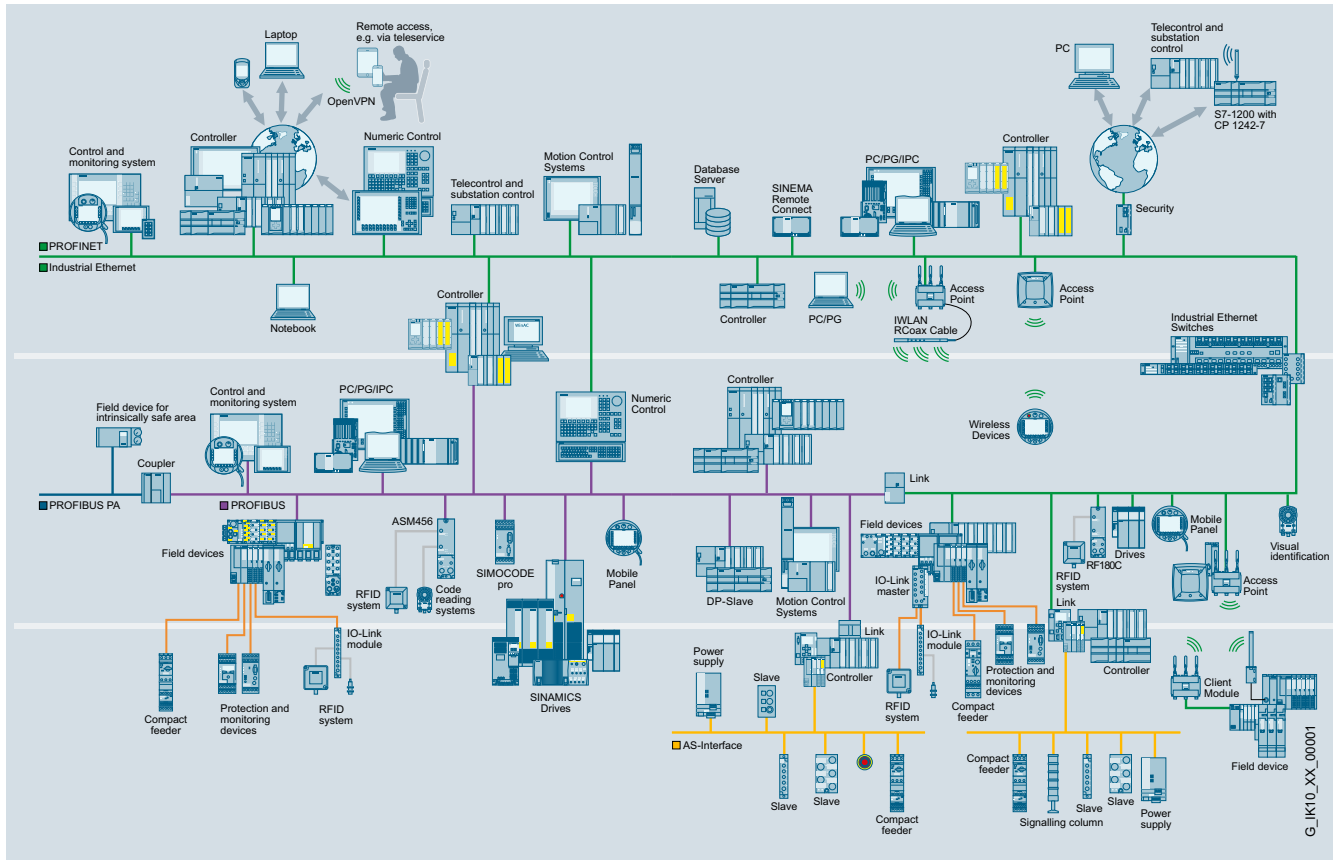 Laptop
Remote access,
e.g. via teleservice
OpenVPN
PC
Telecontrol and
substation
control
S7-1200 with
CP 1242-7
Control and
monitoring system
Controller
Numeric Control
Telecontrol and
substation control
Motion Control
Systems
Database
Server
SINEMA
Remote
Connect
PC/PG/IPC
Controller
Security
PROFINET
Industrial Ethernet
Notebook
Controller
WinAC
Controller
PC/PG
Access
Point
IWLAN
RCoax Cable
Access
Point
Industrial Ethernet
Switches
Field device for
intrinsically safe area
Control and
monitoring system
PC/PG/IPC
Numeric
Control
Controller
Wireless
Devices
Coupler
Link
PROFIBUS PA
PROFIBUS
Field devices
ASM456
RFID
system
Code
reading
systems
SIMOCODE
pro
Mobile
Panel
DP-Slave
Motion Control
Systems
Field devices
IO-Link
master
RFID
system
RF180C
Drives
Mobile
Panel
Access
Point
Visual
identification
Link
Compact
feeder
Protection and
monitoring
devices
IO-Link
module
RFID
system
SINAMICS
Drives
Power
supply
Slave
Link
Controller
RFID
system
IO-Link
module
Compact
feeder
Protection and
monitoring
devices
Controller
Client
Module
Field device
AS-Interface
Slave
Slave
Compact
feeder
Compact
feeder
Signalling column
Slave
Slave
Power
supply
G_IK10_XX_00001